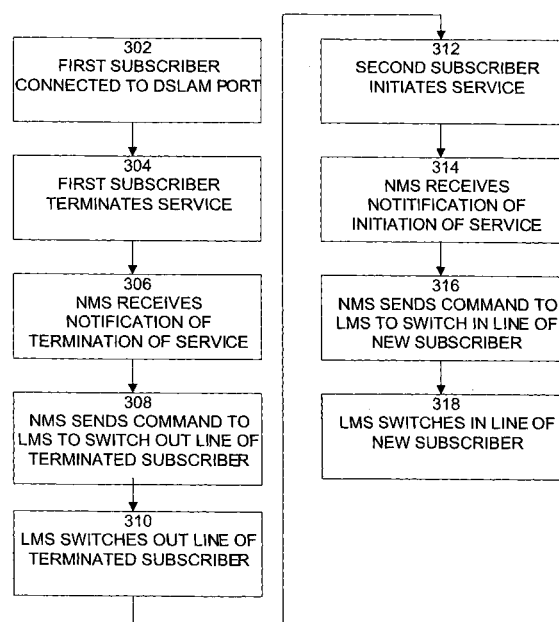 302
FIRST SUBSCRIBER
CONNECTED TO DSLAM PORT
304
FIRST SUBSCRIBER
TERMINATES SERVICE
306
NMS RECEIVES
NOTIFICATION OF
TERMINATION OF SERVICE
308
NMS SENDS COMMAND TO
LMS TO SWITCH OUT LINE OF
TERMINATED SUBSCRIBER
310
LMS SWITCHES OUT LINE OF
TERMINATED SUBSCRIBER
312
SECOND SUBSCRIBER
INITIATES SERVICE
314
NMS RECEIVES
NOTITIFICATION OF
INITIATION OF SERVICE
316
NMS SENDS COMMAND TO
LMS TO SWITCH IN LINE OF
NEW SUBSCRIBER
318
LMS SWITCHES IN LINE OF
NEW SUBSCRIBER